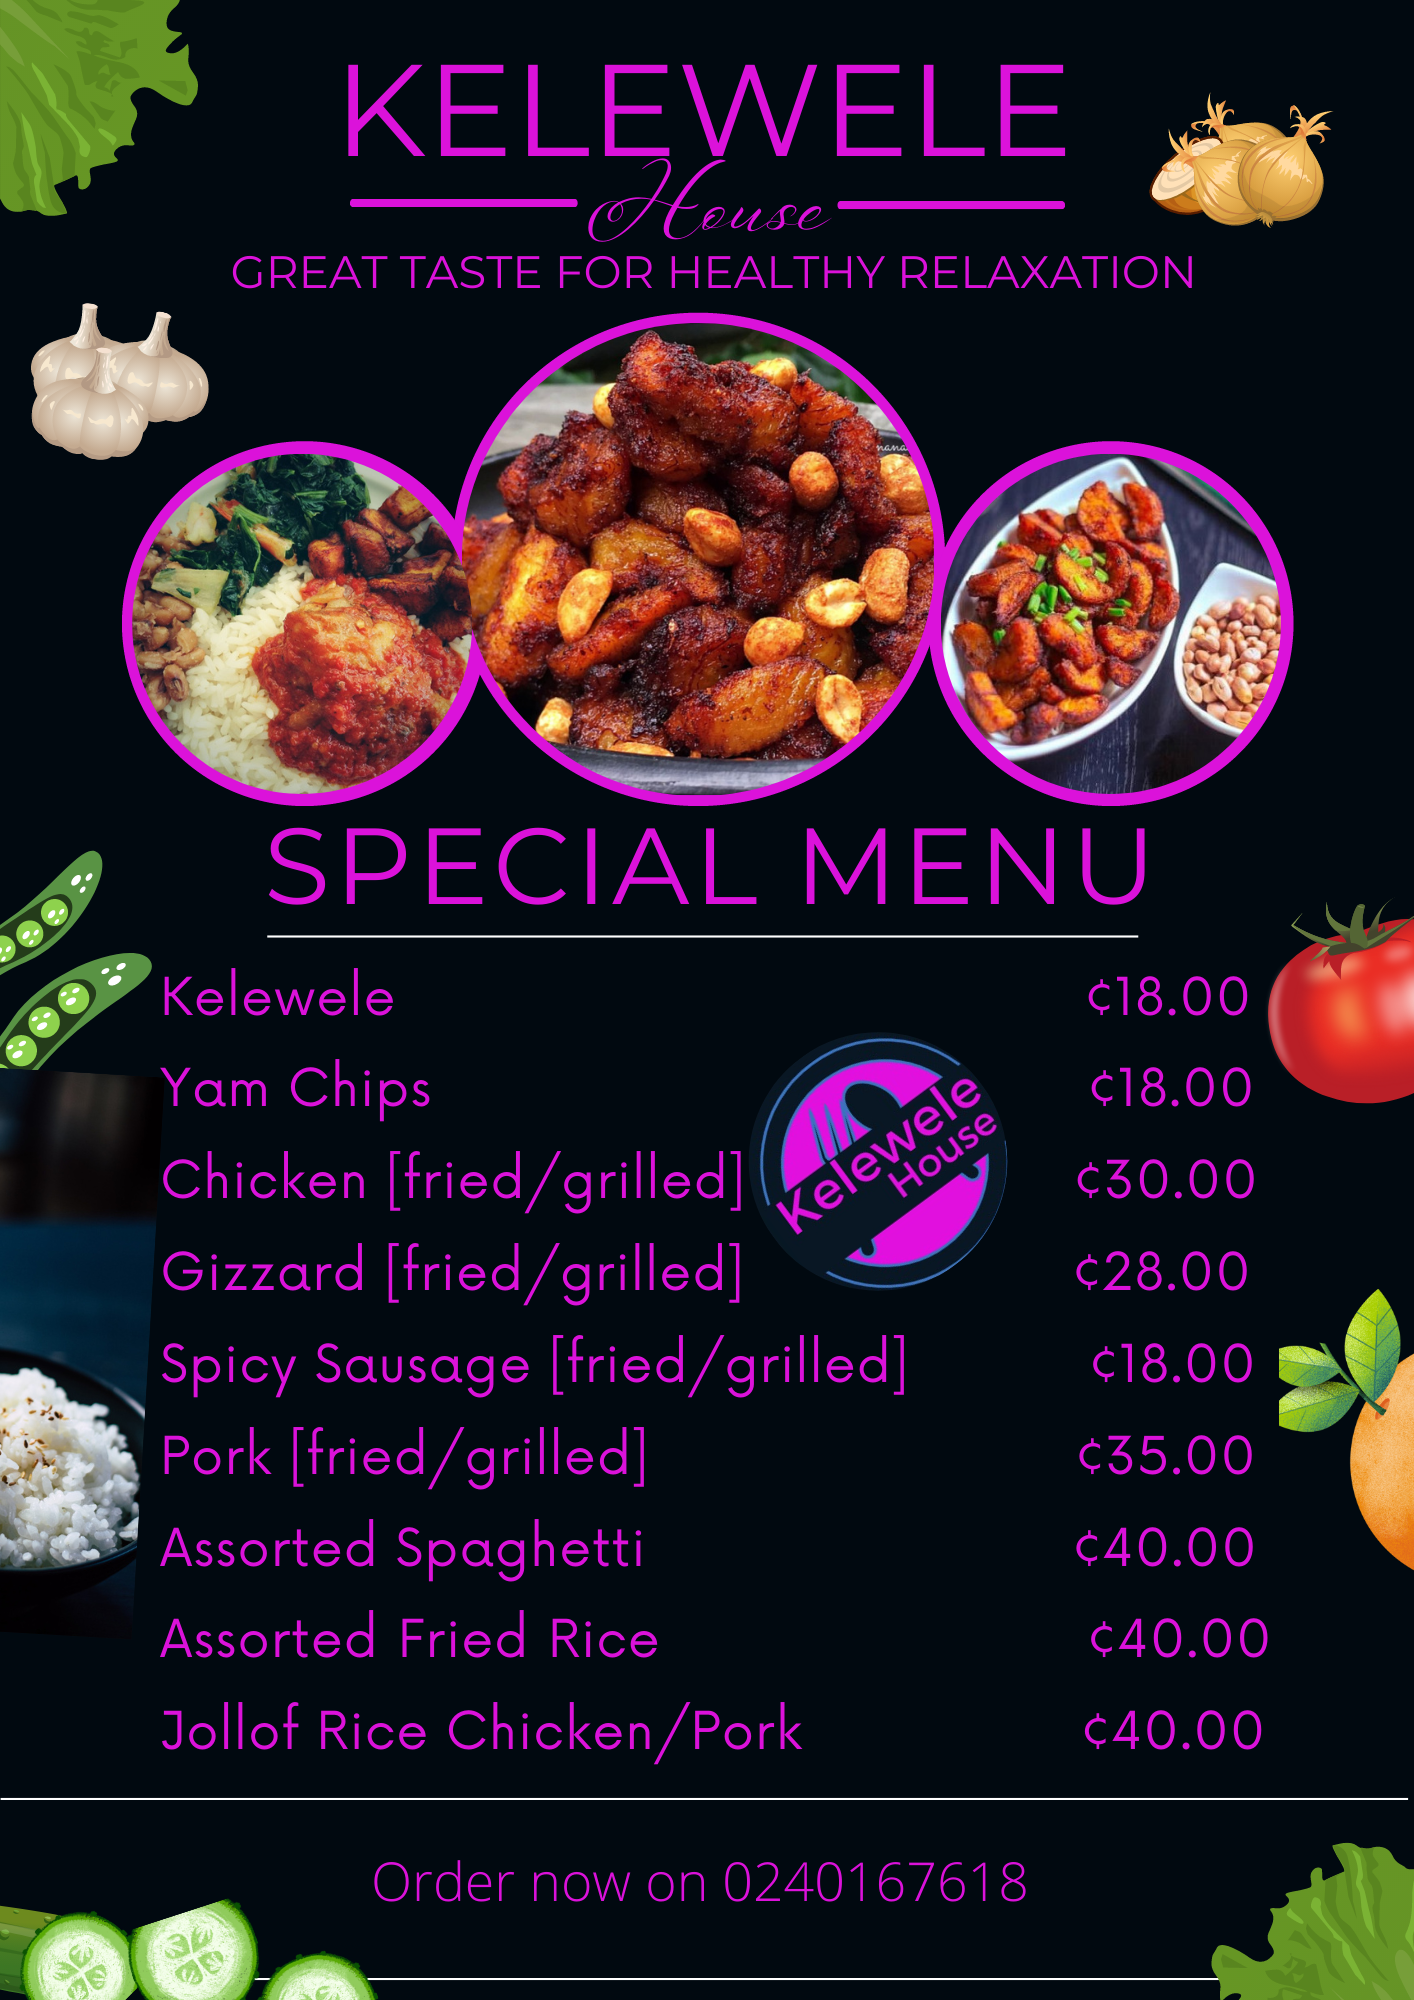 KELEWELE
House
GREAT TASTE FOR HEALTHY RELAXATION
nana
SPECIAL MENU
Kelewele ¢18.00
Yam Chips ¢18.00
Kelewele
House
Chicken [fried/grilled] ¢30.00
Gizzard [fried/grilled] ¢28.00
Spicy Sausage [fried/grilled] ¢18.00
Pork [fried/grilled] ¢35.00
Assorted Spaghetti ¢40.00
Assorted Fried Rice ¢40.00
Jollof Rice Chicken/Pork ¢40.00
Order now on 0240167618